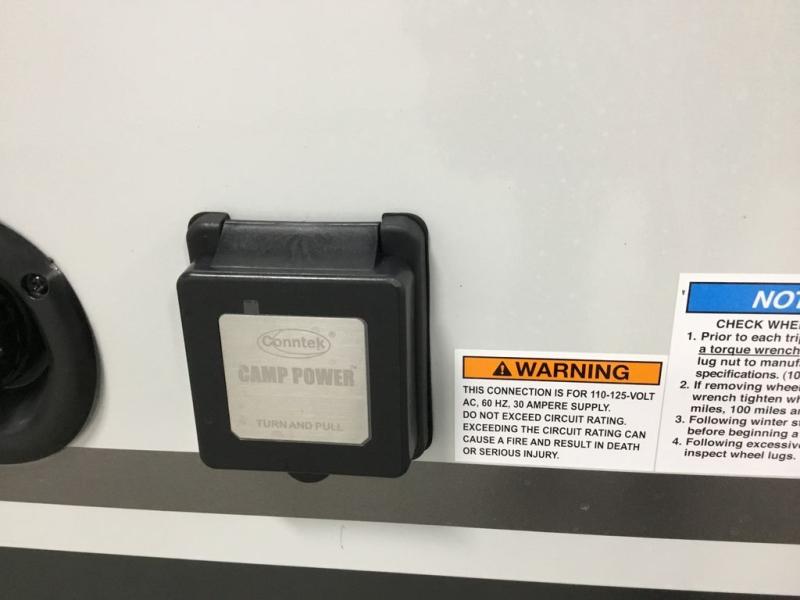 Conntek®
CAMP POWER™
TURN AND PULL
WARNING
THIS CONNECTION IS FOR 110-125-VOLT
AC, 60 HZ, 30 AMPERE SUPPLY.
DO NOT EXCEED CIRCUIT RATING.
EXCEEDING THE CIRCUIT RATING CAN
CAUSE A FIRE AND RESULT IN DEATH
OR SERIOUS INJURY.
NOT
CHECK WHE
1. Prior to each tri
a torque wrench
lug nut to manuf
specifications. (10
2. If removing whee
wrench tighten wh
miles, 100 miles a
3. Following winter s
before beginning a
4. Following excessiv
inspect wheel lugs.